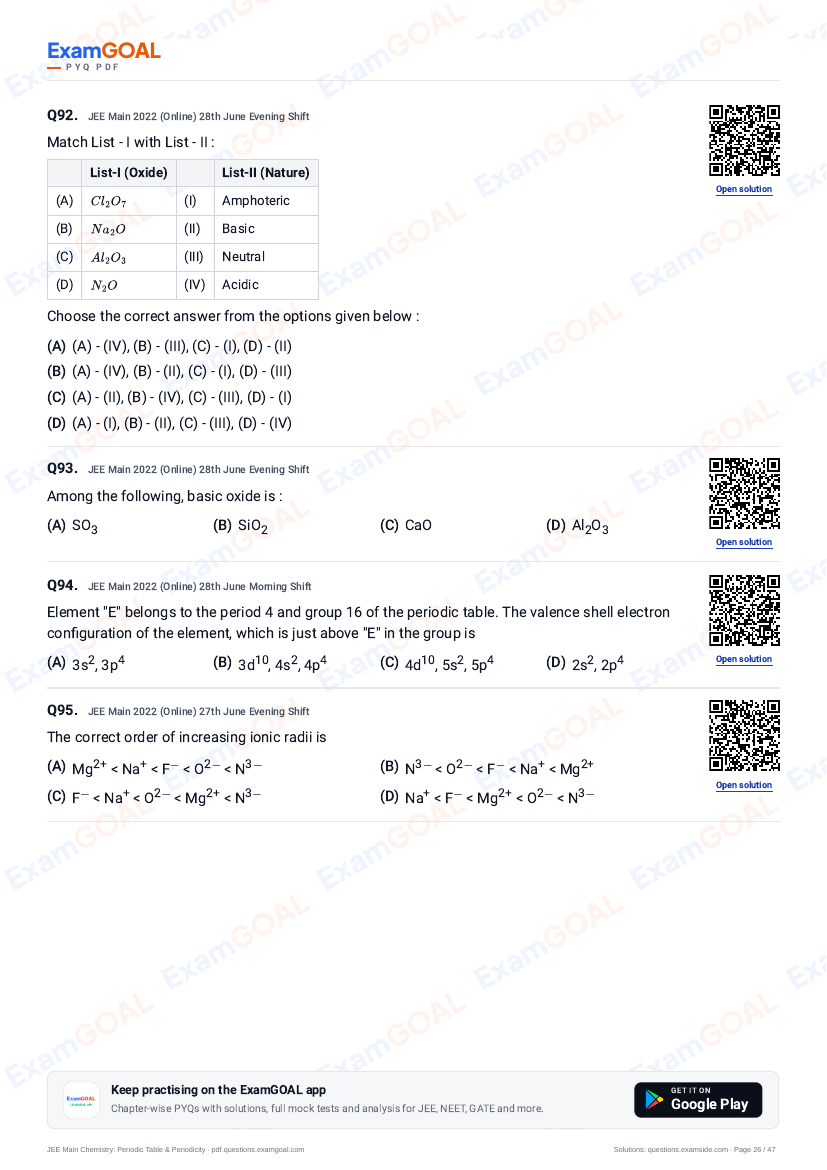 ExamGOAL
PYQ PDF
Q92. JEE Main 2022 (Online) 28th June Evening Shift
Match List - I with List - II :
List-I (Oxide) List-II (Nature)
(A) Cl₂O₇ (I) Amphoteric
(B) Na₂O (II) Basic
(C) Al₂O₃ (III) Neutral
(D) N₂O (IV) Acidic
Choose the correct answer from the options given below :
(A) (A) - (IV), (B) - (III), (C) - (I), (D) - (II)
(B) (A) - (IV), (B) - (II), (C) - (I), (D) - (III)
(C) (A) - (II), (B) - (IV), (C) - (III), (D) - (I)
(D) (A) - (I), (B) - (II), (C) - (III), (D) - (IV)
Open solution
Q93. JEE Main 2022 (Online) 28th June Evening Shift
Among the following, basic oxide is :
(A) SO₃ (B) SiO₂ (C) CaO (D) Al₂O₃
Open solution
Q94. JEE Main 2022 (Online) 28th June Morning Shift
Element "E" belongs to the period 4 and group 16 of the periodic table. The valence shell electron
configuration of the element, which is just above "E" in the group is
(A) 3s², 3p⁴ (B) 3d¹⁰, 4s², 4p⁴ (C) 4d¹⁰, 5s², 5p⁴ (D) 2s², 2p⁴
Open solution
Q95. JEE Main 2022 (Online) 27th June Evening Shift
The correct order of increasing ionic radii is
(A) Mg²⁺ < Na⁺ < F⁻ < O²⁻ < N³⁻ (B) N³⁻ < O²⁻ < F⁻ < Na⁺ < Mg²⁺
(C) F⁻ < Na⁺ < O²⁻ < Mg²⁺ < N³⁻ (D) Na⁺ < F⁻ < Mg²⁺ < O²⁻ < N³⁻
Open solution
Keep practising on the ExamGOAL app
Chapter-wise PYQs with solutions, full mock tests and analysis for JEE, NEET, GATE and more.
GET IT ON
Google Play
JEE Main Chemistry: Periodic Table & Periodicity · pdf.questions.examgoal.com Solutions: questions.examside.com · Page 26 / 47